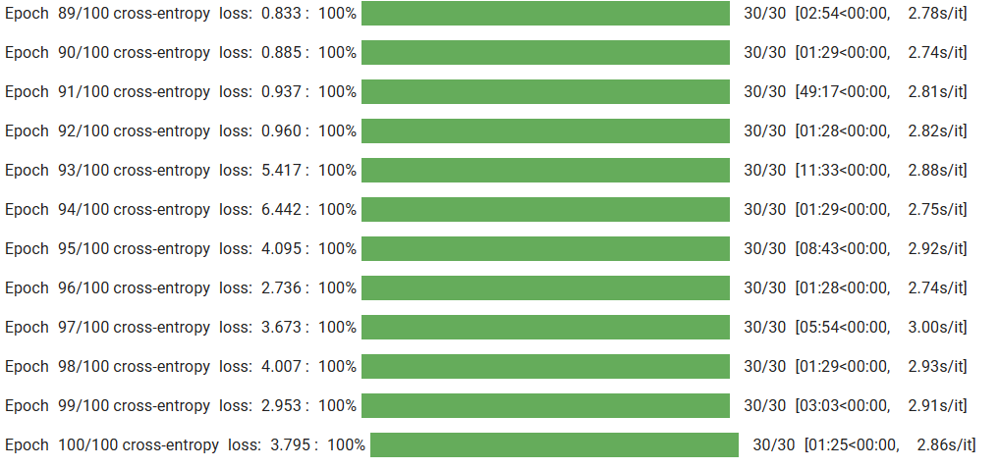 Epoch 89/100 cross-entropy loss: 0.833 : 100% 30/30 [02:54<00:00, 2.78s/it]
Epoch 90/100 cross-entropy loss: 0.885 : 100% 30/30 [01:29<00:00, 2.74s/it]
Epoch 91/100 cross-entropy loss: 0.937 : 100% 30/30 [49:17<00:00, 2.81s/it]
Epoch 92/100 cross-entropy loss: 0.960 : 100% 30/30 [01:28<00:00, 2.82s/it]
Epoch 93/100 cross-entropy loss: 5.417 : 100% 30/30 [11:33<00:00, 2.88s/it]
Epoch 94/100 cross-entropy loss: 6.442 : 100% 30/30 [01:29<00:00, 2.75s/it]
Epoch 95/100 cross-entropy loss: 4.095 : 100% 30/30 [08:43<00:00, 2.92s/it]
Epoch 96/100 cross-entropy loss: 2.736 : 100% 30/30 [01:28<00:00, 2.74s/it]
Epoch 97/100 cross-entropy loss: 3.673 : 100% 30/30 [05:54<00:00, 3.00s/it]
Epoch 98/100 cross-entropy loss: 4.007 : 100% 30/30 [01:29<00:00, 2.93s/it]
Epoch 99/100 cross-entropy loss: 2.953 : 100% 30/30 [03:03<00:00, 2.91s/it]
Epoch 100/100 cross-entropy loss: 3.795 : 100% 30/30 [01:25<00:00, 2.86s/it]